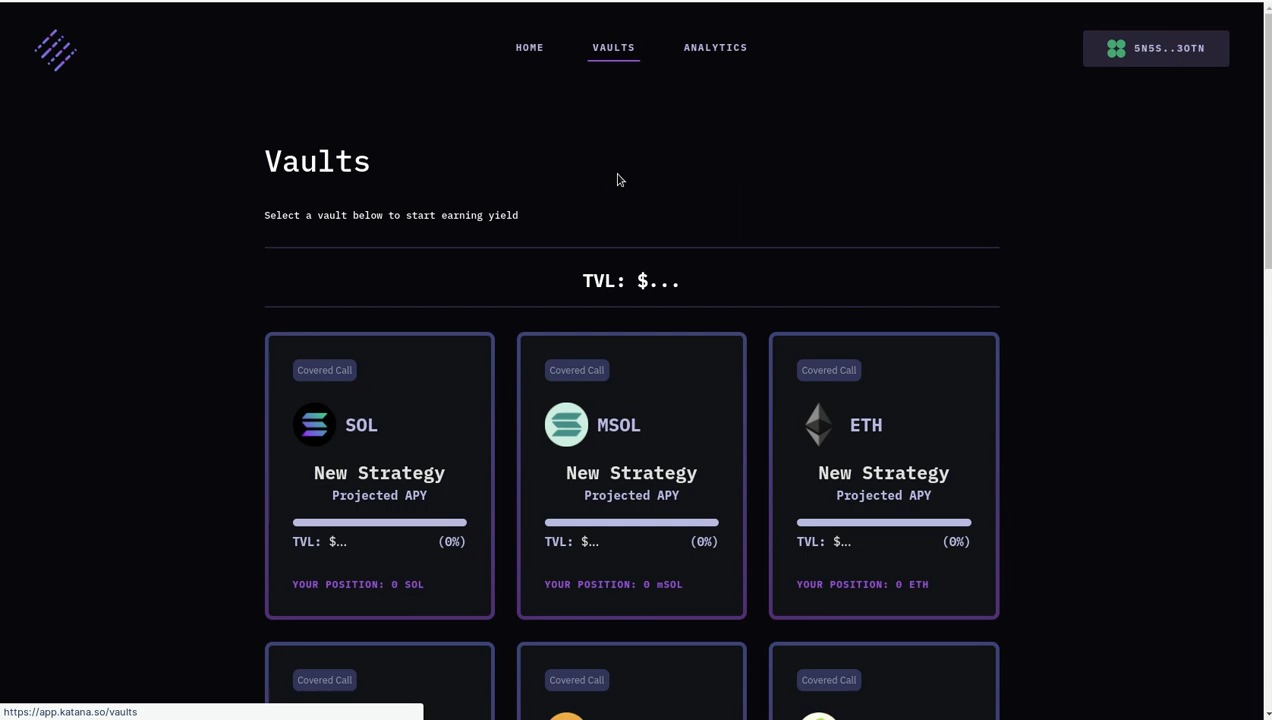 HOME VAULTS ANALYTICS 5N5S..3OTN
Vaults
Select a vault below to start earning yield
TVL: $...
Covered Call Covered Call Covered Call
SOL MSOL ETH
New Strategy New Strategy New Strategy
Projected APY Projected APY Projected APY
TVL: $... (0%) TVL: $... (0%) TVL: $... (0%)
YOUR POSITION: 0 SOL YOUR POSITION: 0 mSOL YOUR POSITION: 0 ETH
Covered Call Covered Call Covered Call
https://app.katana.so/vaults